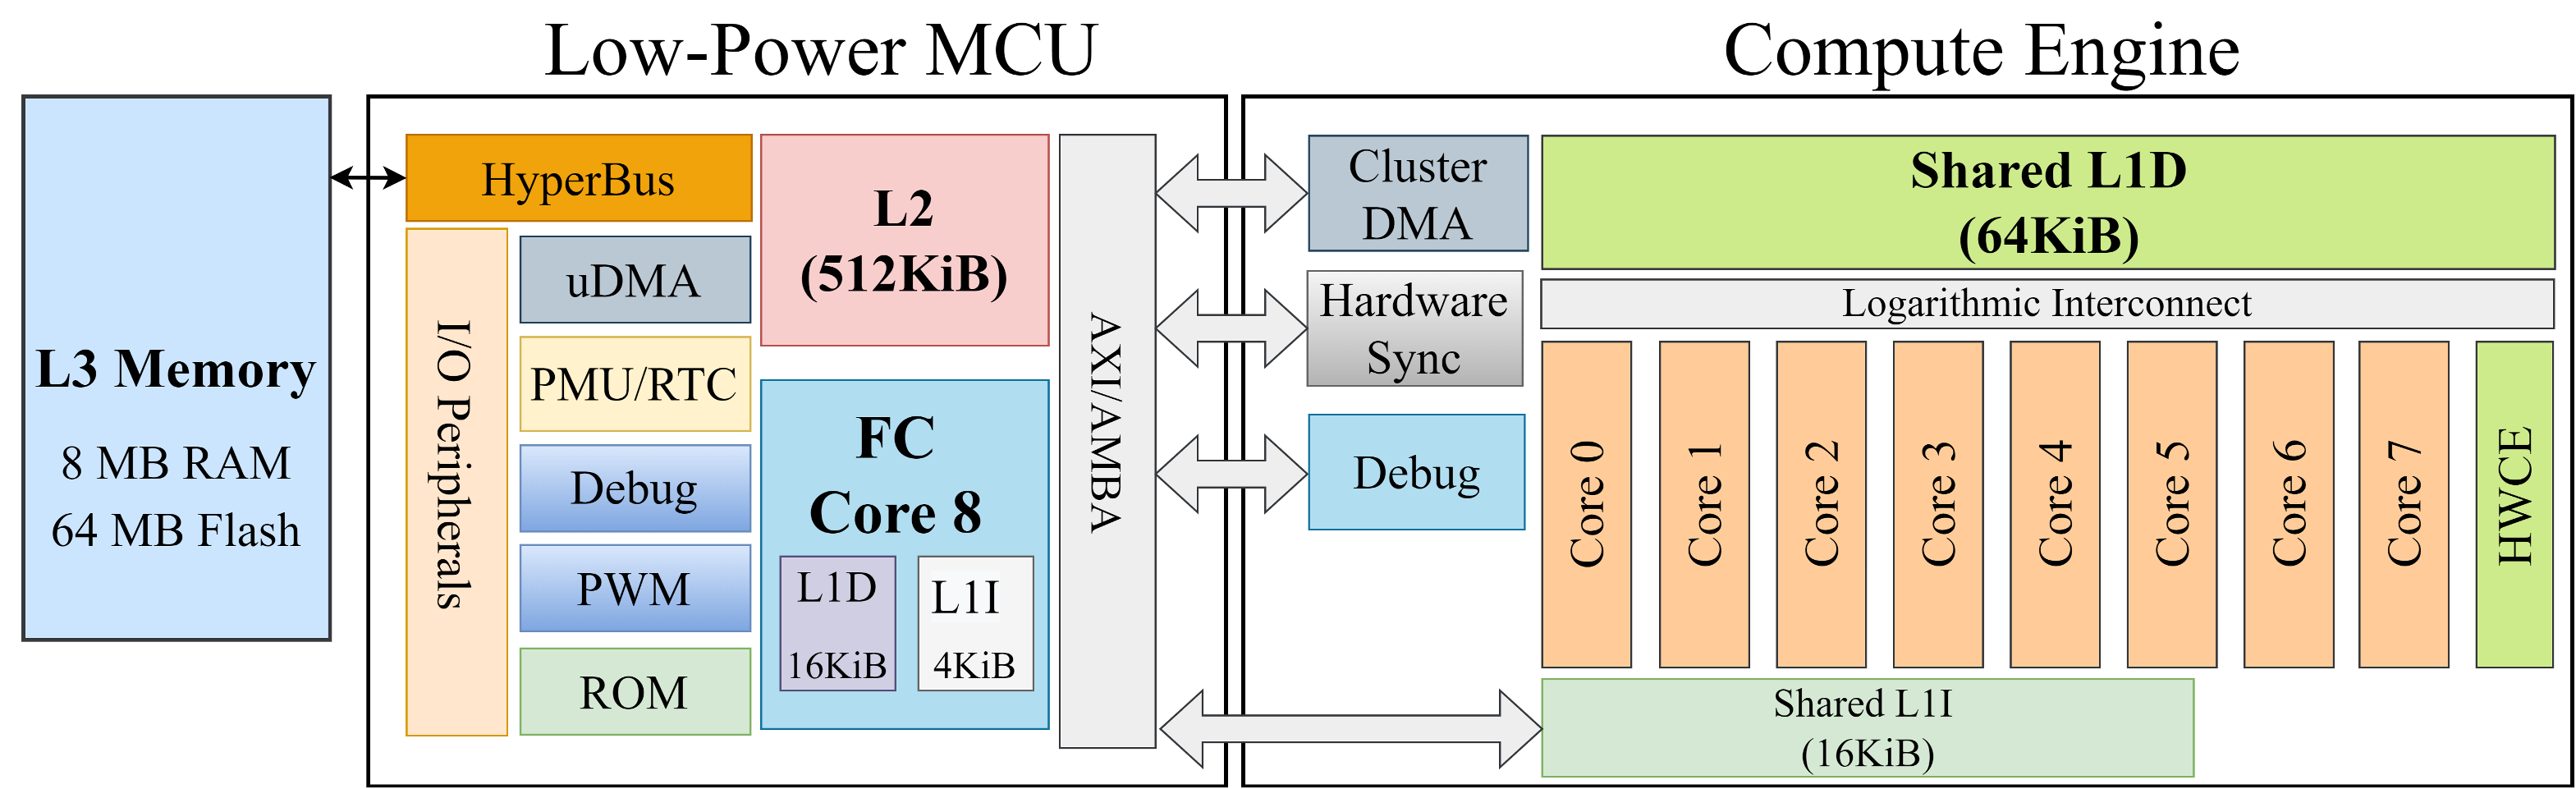 Low-Power MCU
Compute Engine
L3 Memory
8 MB RAM
64 MB Flash
HyperBus
I/O Peripherals
uDMA
PMU/RTC
Debug
PWM
ROM
L2
(512KiB)
FC
Core 8
L1D
16KiB
L1I
4KiB
AXI/AMBA
Cluster
DMA
Hardware
Sync
Debug
Shared L1D
(64KiB)
Logarithmic Interconnect
Core 0
Core 1
Core 2
Core 3
Core 4
Core 5
Core 6
Core 7
HWCE
Shared L1I
(16KiB)